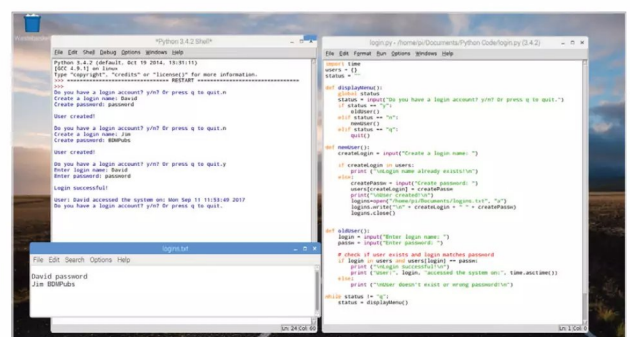 *Python 3.4.2 Shell*
File Edit Shell Debug Options Windows Help
Python 3.4.2 (default, Oct 19 2014, 13:31:11)
[GCC 4.9.1] on linux
Type "copyright", "credits" or "license()" for more information.
>>> ================================ RESTART ================================
>>>
Do you have a login account? y/n? Or press q to quit.n
Create a login name: David
Create password: password
User created!
Do you have a login account? y/n? Or press q to quit.n
Create a login name: Jim
Create password: BDMPubs
User created!
Do you have a login account? y/n? Or press q to quit.y
Enter login name: David
Enter password: password
Login successful!
User: David accessed the system on: Mon Sep 11 11:53:49 2017
Do you have a login account? y/n? Or press q to quit.
Ln: 24 Col: 60
logins.txt
File Edit Search Options Help
David password
Jim BDMPubs
login.py - /home/pi/Documents/Python Code/login.py (3.4.2)
File Edit Format Run Options Windows Help
import time
users = {}
status = ""
def displayMenu():
global status
status = input("Do you have a login account? y/n? Or press q to quit.")
if status == "y":
oldUser()
elif status == "n":
newUser()
elif status == "q":
quit()
def newUser():
createLogin = input("Create a login name: ")
if createLogin in users:
print ("\nLogin name already exists!\n")
else:
createPassw = input("Create password: ")
users[createLogin] = createPassw
print("\nUser created!\n")
logins=open("/home/pi/Documents/logins.txt", "a")
logins.write("\n" + createLogin + " " + createPassw)
logins.close()
def oldUser():
login = input("Enter login name: ")
passw = input("Enter password: ")
# check if user exists and login matches password
if login in users and users[login] == passw:
print ("\nLogin successful!\n")
print ("User:", login, "accessed the system on:", time.asctime())
else:
print ("\nUser doesn't exist or wrong password!\n")
while status != "q":
status = displayMenu()
Ln: 1 Col: 0